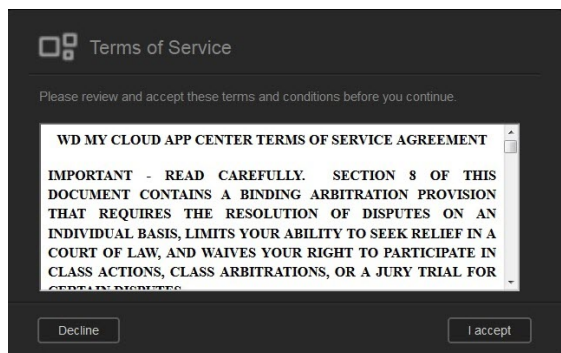 Terms of Service
Please review and accept these terms and conditions before you continue.
WD MY CLOUD APP CENTER TERMS OF SERVICE AGREEMENT
IMPORTANT - READ CAREFULLY. SECTION 8 OF THIS
DOCUMENT CONTAINS A BINDING ARBITRATION PROVISION
THAT REQUIRES THE RESOLUTION OF DISPUTES ON AN
INDIVIDUAL BASIS, LIMITS YOUR ABILITY TO SEEK RELIEF IN A
COURT OF LAW, AND WAIVES YOUR RIGHT TO PARTICIPATE IN
CLASS ACTIONS, CLASS ARBITRATIONS, OR A JURY TRIAL FOR
CERTAIN DISPUTES
Decline
I accept